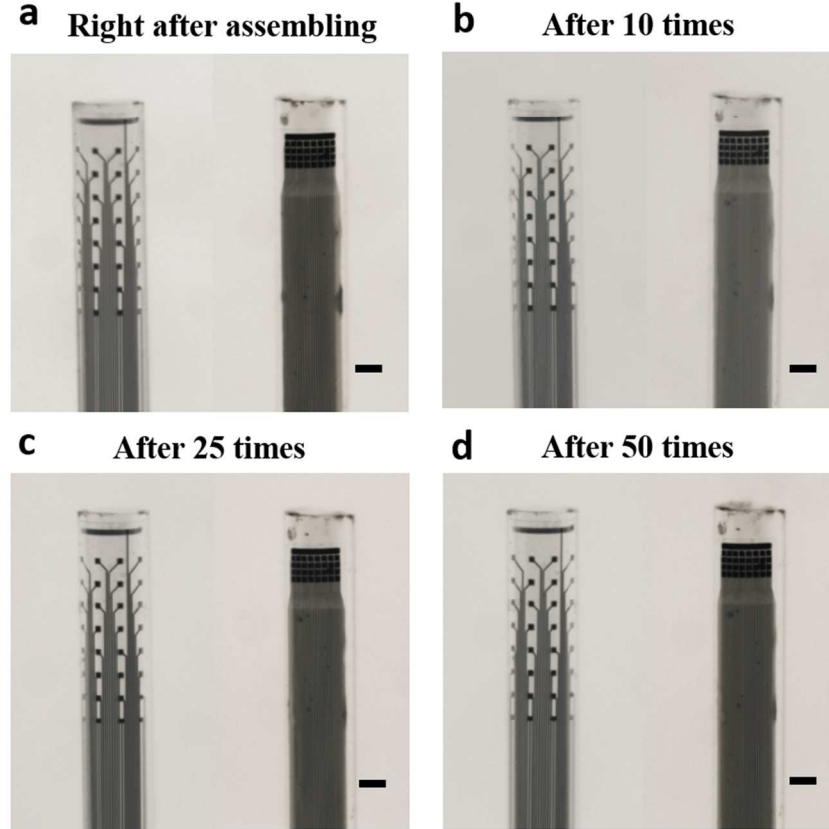 a
Right after assembling
b
After 10 times
c
After 25 times
d
After 50 times